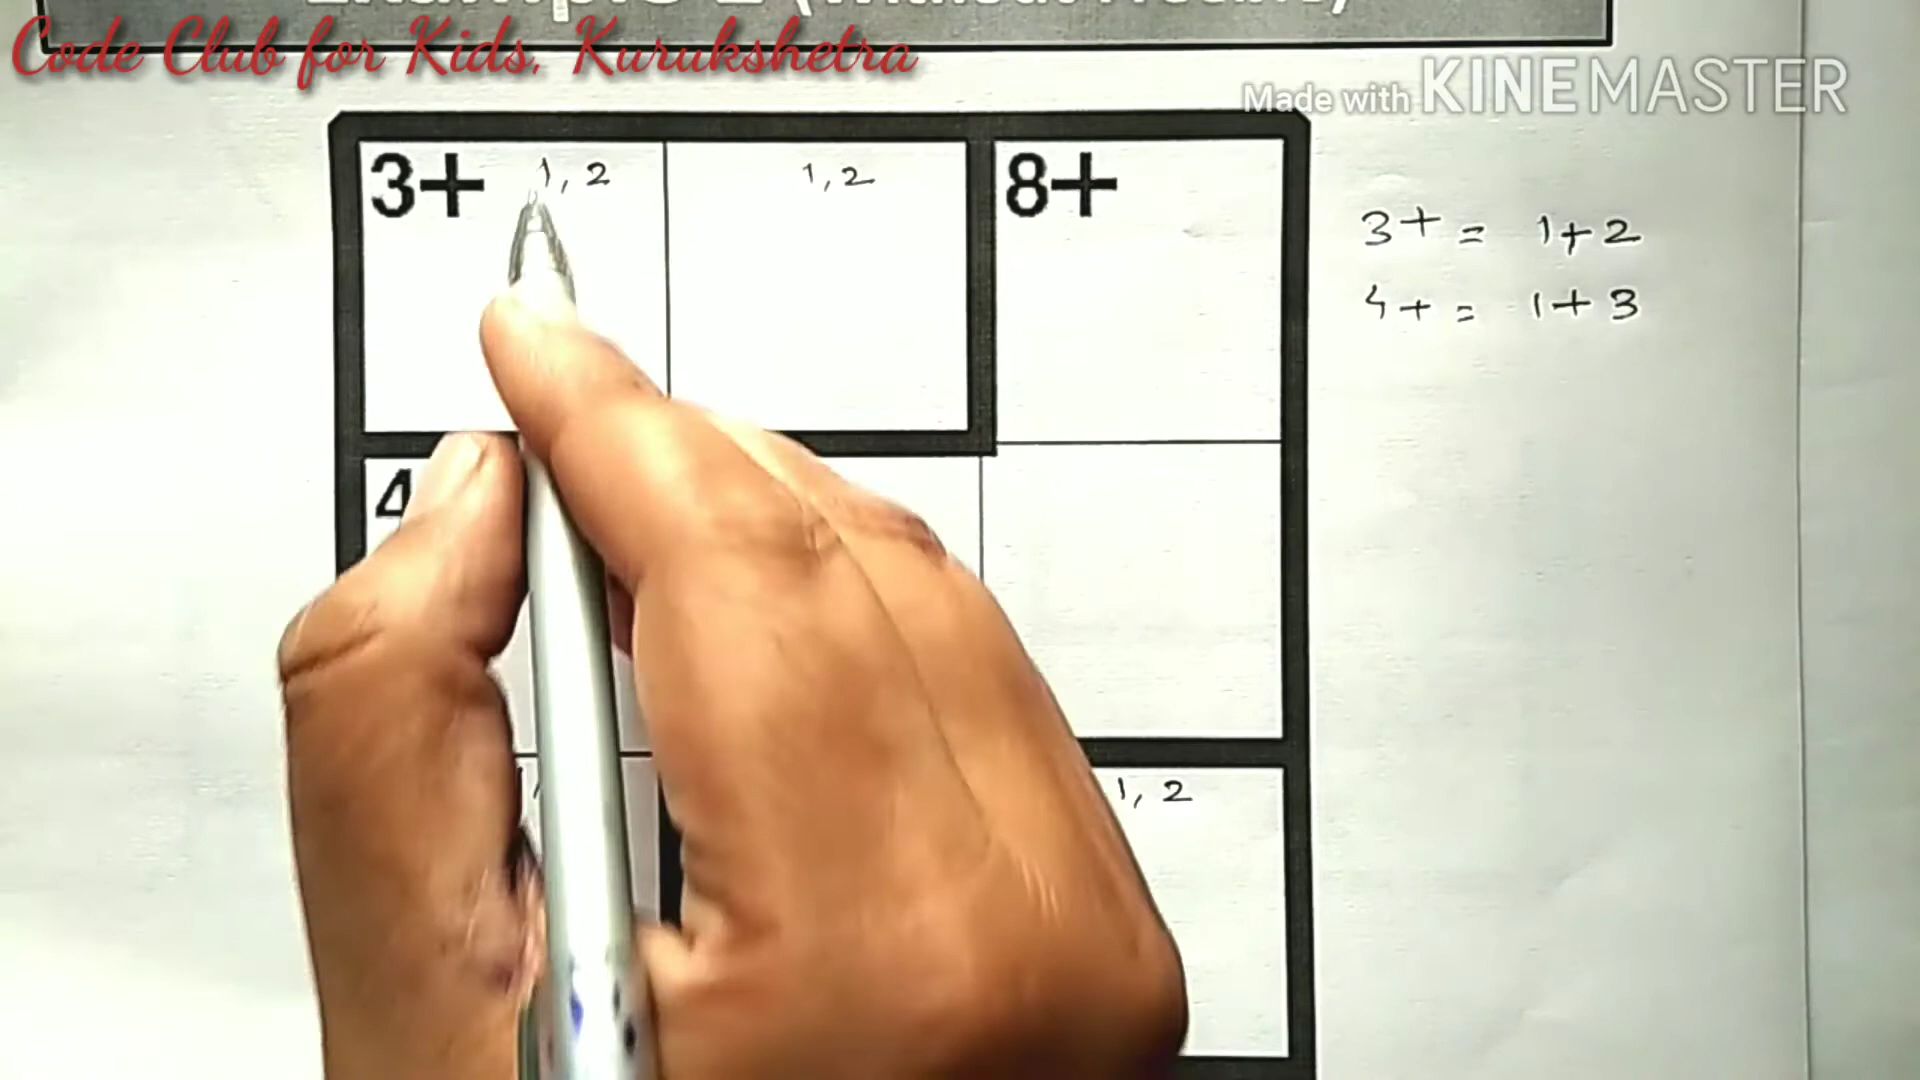 Code Club for Kids, Kurukshetra
Made with KINEMASTER
3+ 1, 2 1, 2 8+
3+ = 1+2
4+ = 1+3
4
1, 2